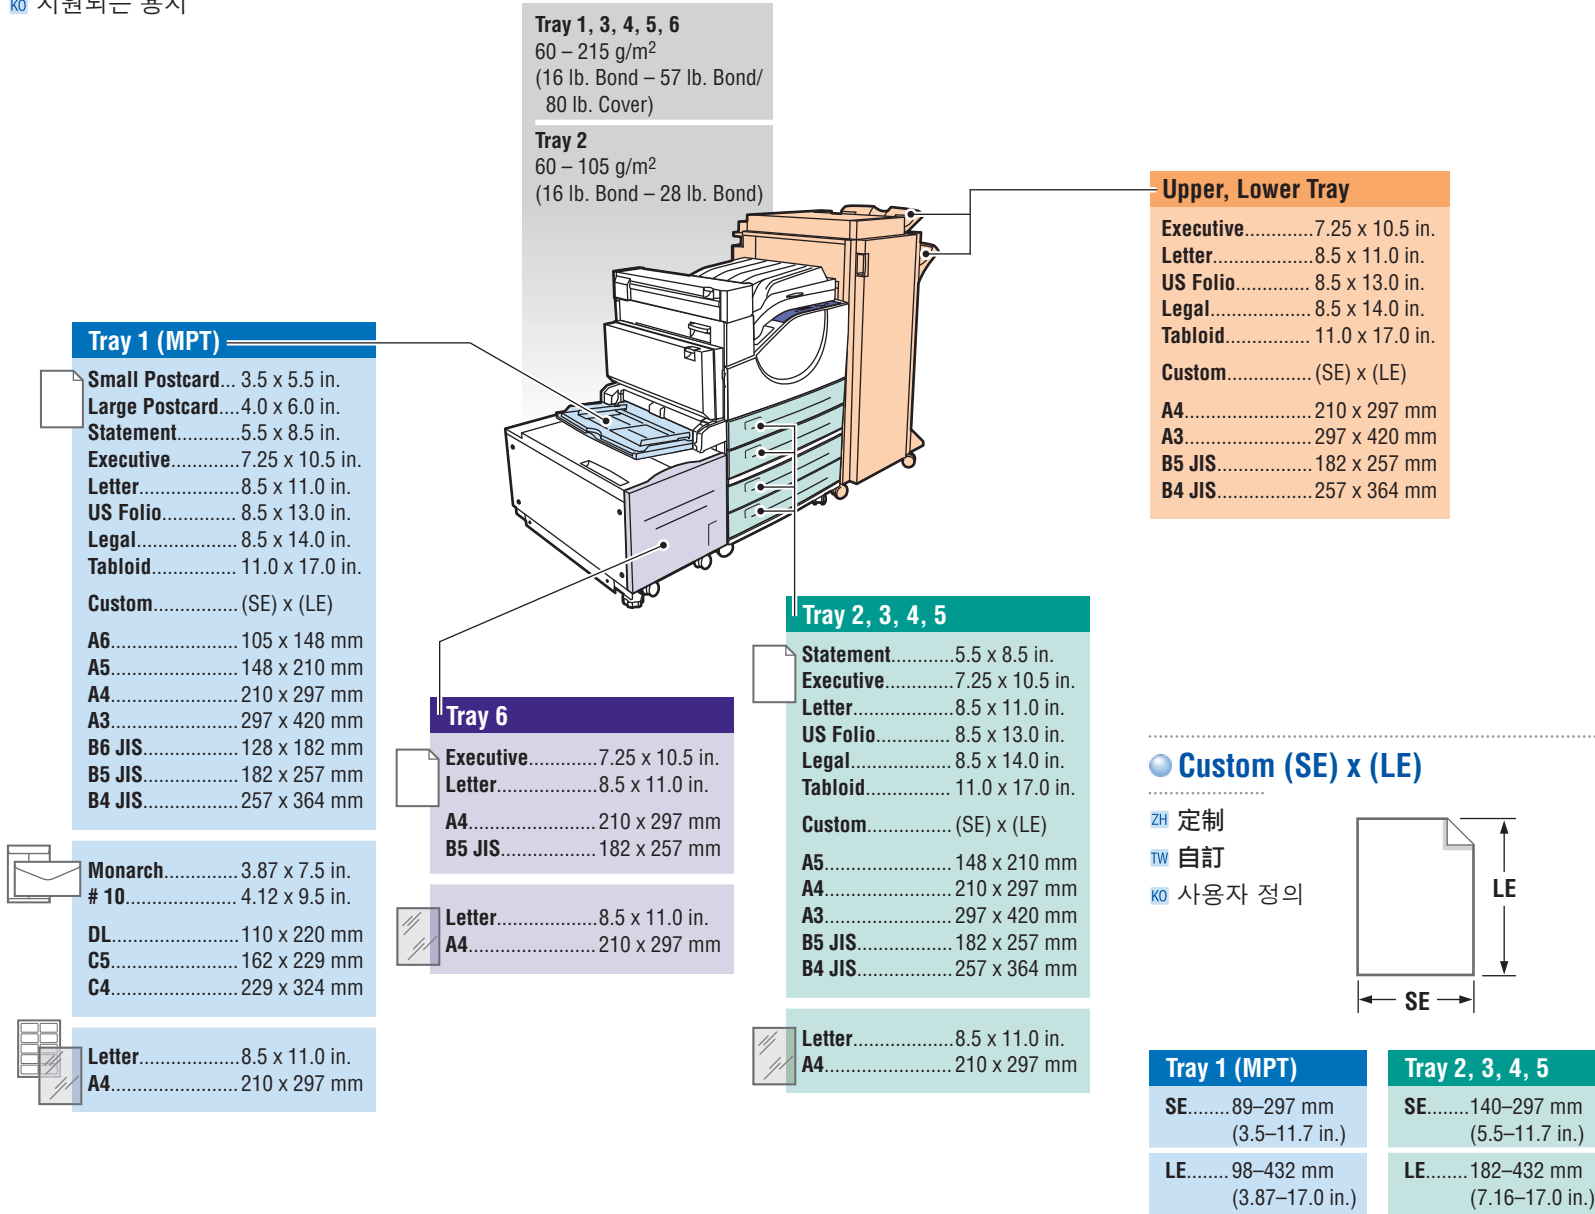 KO 지원되는 용지
Tray 1, 3, 4, 5, 6
60 – 215 g/m2
(16 lb. Bond – 57 lb. Bond/
80 lb. Cover)
Tray 2
60 – 105 g/m2
(16 lb. Bond – 28 lb. Bond)
Upper, Lower Tray
Executive.............7.25 x 10.5 in.
Letter...................8.5 x 11.0 in.
US Folio.............. 8.5 x 13.0 in.
Legal................... 8.5 x 14.0 in.
Tabloid................ 11.0 x 17.0 in.
Custom................ (SE) x (LE)
A4........................ 210 x 297 mm
A3........................ 297 x 420 mm
B5 JIS.................. 182 x 257 mm
B4 JIS.................. 257 x 364 mm
Tray 1 (MPT)
Small Postcard... 3.5 x 5.5 in.
Large Postcard....4.0 x 6.0 in.
Statement............5.5 x 8.5 in.
Executive.............7.25 x 10.5 in.
Letter...................8.5 x 11.0 in.
US Folio.............. 8.5 x 13.0 in.
Legal................... 8.5 x 14.0 in.
Tabloid................ 11.0 x 17.0 in.
Custom................ (SE) x (LE)
A6........................ 105 x 148 mm
A5........................ 148 x 210 mm
A4........................ 210 x 297 mm
A3........................ 297 x 420 mm
B6 JIS.................. 128 x 182 mm
B5 JIS.................. 182 x 257 mm
B4 JIS.................. 257 x 364 mm
Monarch..............3.87 x 7.5 in.
# 10..................... 4.12 x 9.5 in.
DL........................ 110 x 220 mm
C5........................ 162 x 229 mm
C4........................ 229 x 324 mm
Letter...................8.5 x 11.0 in.
A4........................ 210 x 297 mm
Tray 6
Executive.............7.25 x 10.5 in.
Letter...................8.5 x 11.0 in.
A4........................ 210 x 297 mm
B5 JIS.................. 182 x 257 mm
Letter...................8.5 x 11.0 in.
A4........................ 210 x 297 mm
Tray 2, 3, 4, 5
Statement............5.5 x 8.5 in.
Executive.............7.25 x 10.5 in.
Letter...................8.5 x 11.0 in.
US Folio.............. 8.5 x 13.0 in.
Legal................... 8.5 x 14.0 in.
Tabloid................ 11.0 x 17.0 in.
Custom................ (SE) x (LE)
A5........................ 148 x 210 mm
A4........................ 210 x 297 mm
A3........................ 297 x 420 mm
B5 JIS.................. 182 x 257 mm
B4 JIS.................. 257 x 364 mm
Letter...................8.5 x 11.0 in.
A4........................ 210 x 297 mm
Custom (SE) x (LE)
ZH 定制
TW 自訂
KO 사용자 정의
LE
SE
Tray 1 (MPT)
SE........89–297 mm
(3.5–11.7 in.)
LE........98–432 mm
(3.87–17.0 in.)
Tray 2, 3, 4, 5
SE........140–297 mm
(5.5–11.7 in.)
LE........182–432 mm
(7.16–17.0 in.)